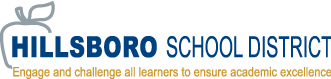 HILLSBORO SCHOOL DISTRICT
Engage and challenge all learners to ensure academic excellence